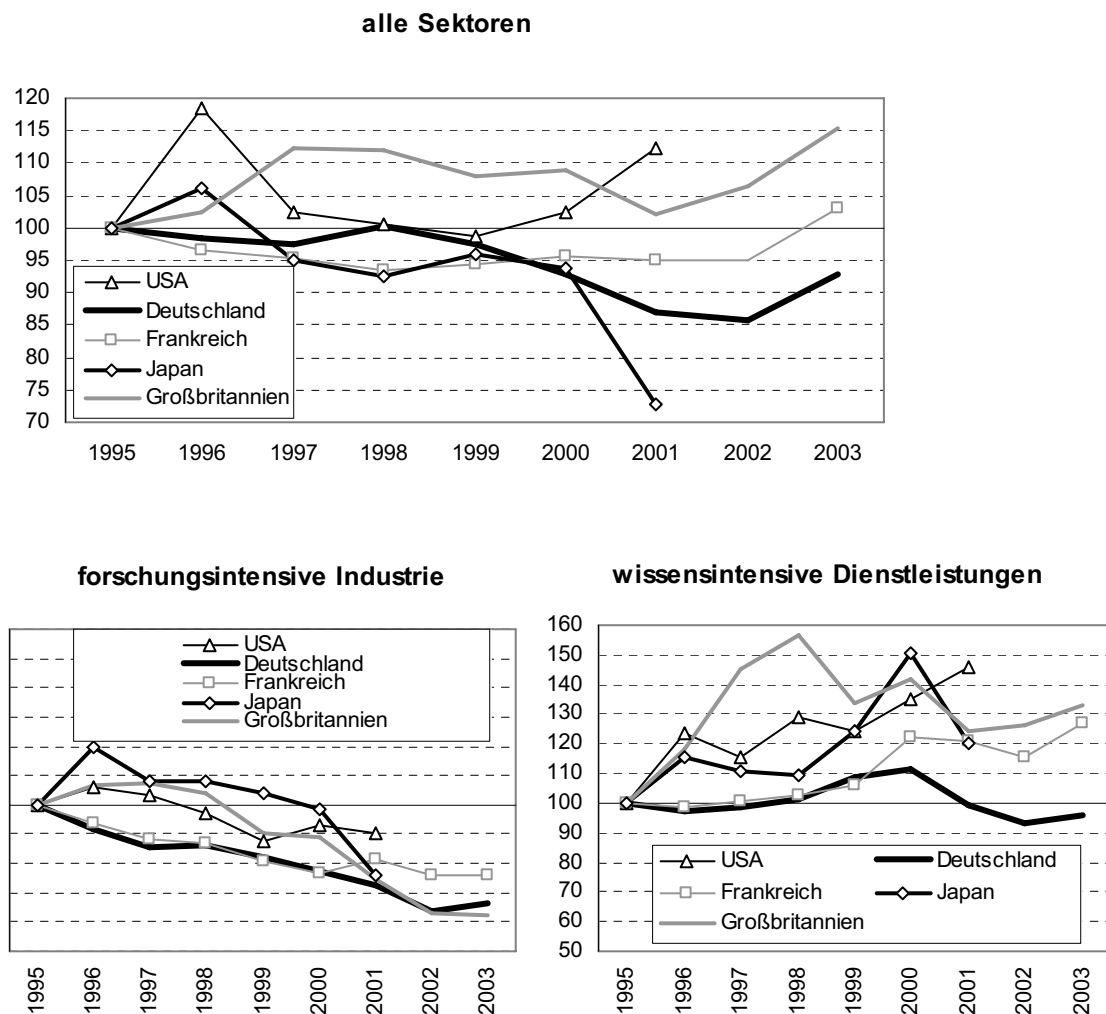 alle Sektoren
120
115
110
105
100
95
90
85
80
75
70
USA
Deutschland
Frankreich
Japan
Großbritannien
1995 1996 1997 1998 1999 2000 2001 2002 2003
forschungsintensive Industrie
USA
Deutschland
Frankreich
Japan
Großbritannien
1995 1996 1997 1998 1999 2000 2001 2002 2003
wissensintensive Dienstleistungen
160
150
140
130
120
110
100
90
80
70
60
50
USA Deutschland
Frankreich Japan
Großbritannien
1995 1996 1997 1998 1999 2000 2001 2002 2003